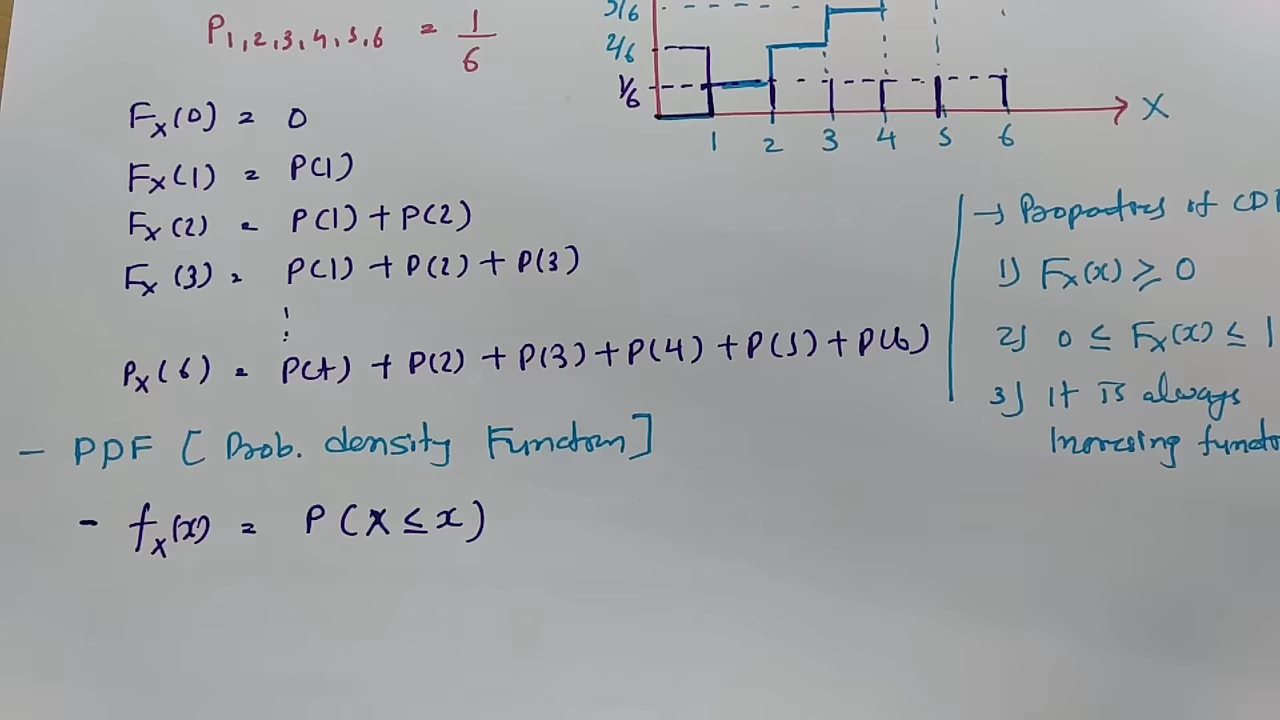 P1,2,3,4,5,6 = 1/6
Fx(0) = 0
Fx(1) = P(1)
Fx(2) = P(1) + P(2)
Fx(3) = P(1) + P(2) + P(3)
⋮
Px(6) = P(1) + P(2) + P(3) + P(4) + P(5) + P(6)
- PDF [Prob. density Function]
- fx(x) = P(X ≤ x)
3/6
2/6
1/6
1 2 3 4 5 6
X
→ Properties of CD
1) Fx(x) ≥ 0
2) 0 ≤ Fx(x) ≤ 1
3) It is always
Incresing functo